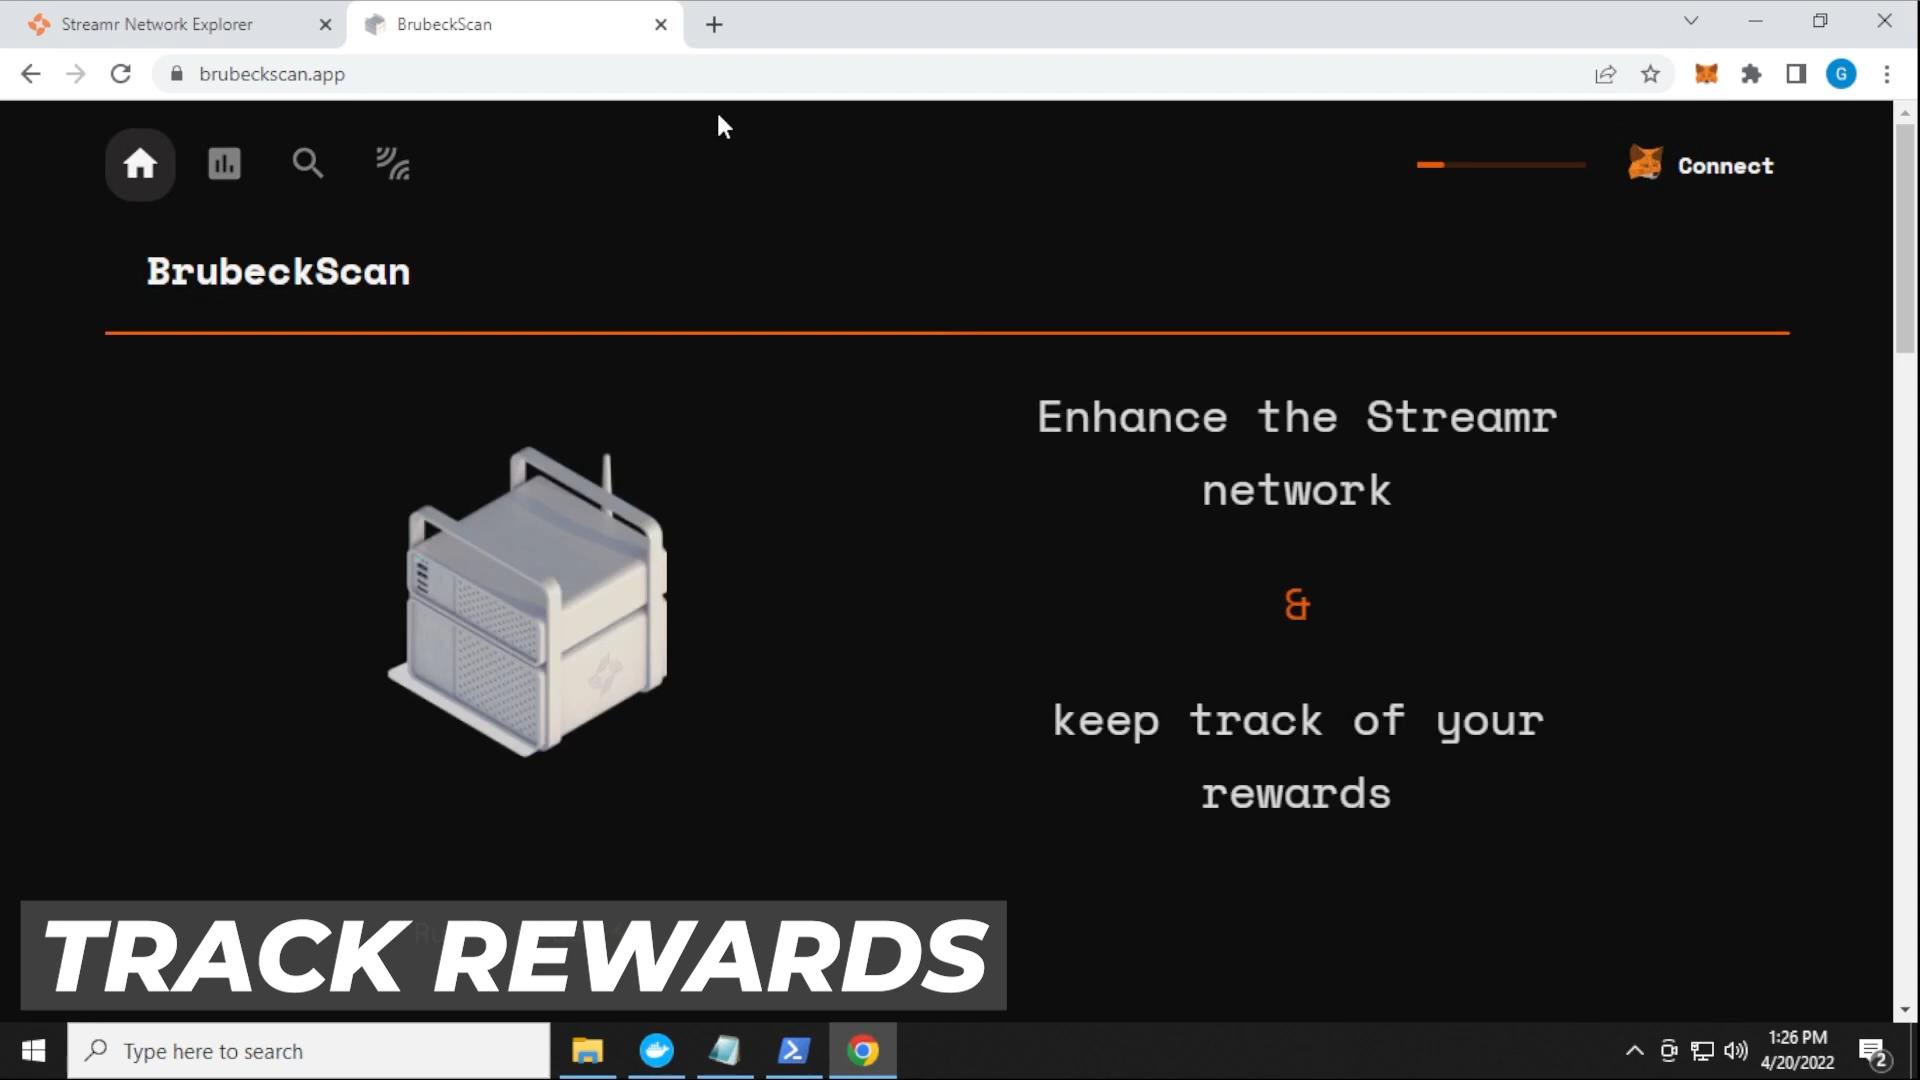 Streamr Network Explorer
BrubeckScan
brubeckscan.app
G
Connect
BrubeckScan
Enhance the Streamr
network
&
keep track of your
rewards
TRACK REWARDS
Type here to search
1:26 PM
4/20/2022
2